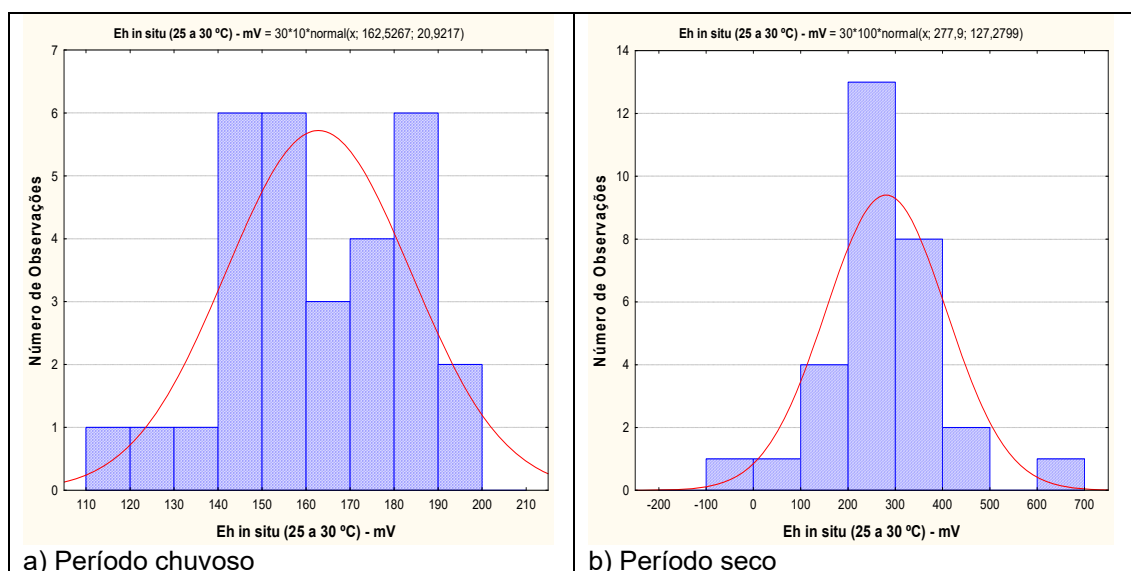 Eh in situ (25 a 30 ºC) - mV = 30*10*normal(x; 162,5267; 20,9217)
7
6
5
4
3
2
1
0
Número de Observações
110 120 130 140 150 160 170 180 190 200 210
Eh in situ (25 a 30 ºC) - mV
a) Período chuvoso
Eh in situ (25 a 30 ºC) - mV = 30*100*normal(x; 277,9; 127,2799)
14
12
10
8
6
4
2
0
Número de Observações
-200 -100 0 100 200 300 400 500 600 700
Eh in situ (25 a 30 ºC) - mV
b) Período seco